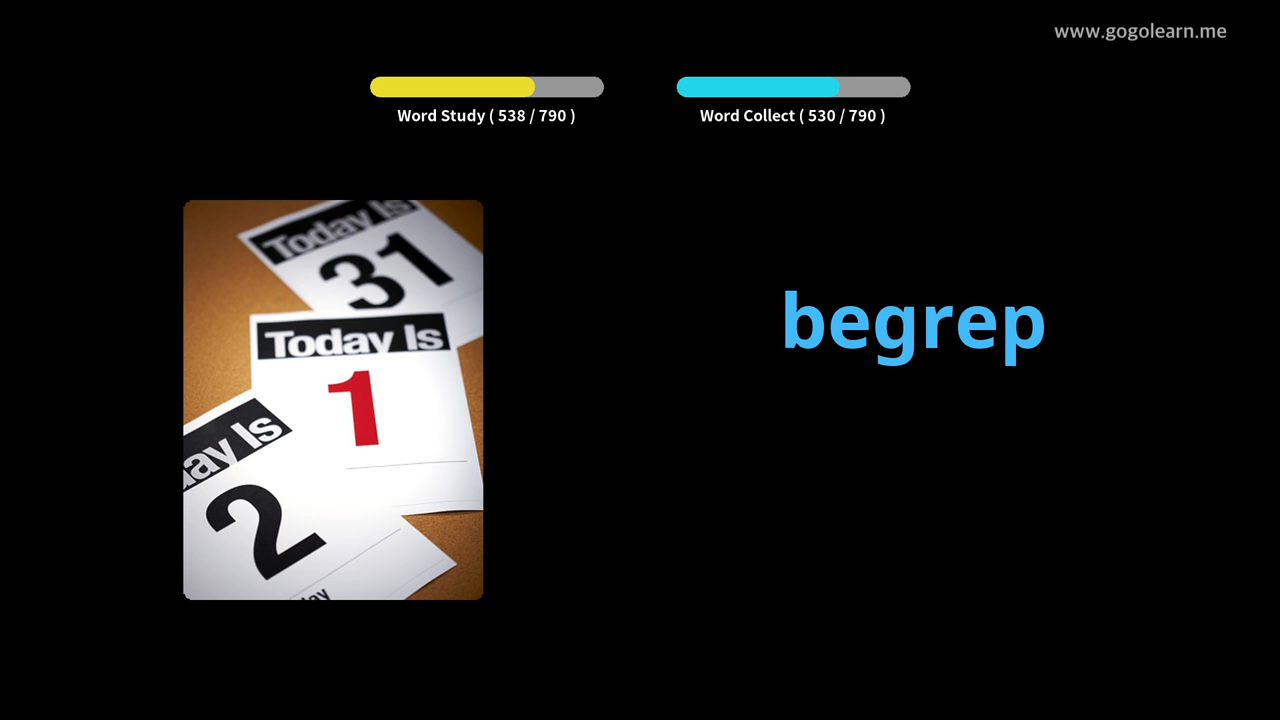 www.gogolearn.me
Word Study ( 538 / 790 )
Word Collect ( 530 / 790 )
Today Is
31
Today Is
1
begrep
ay Is
2
ay